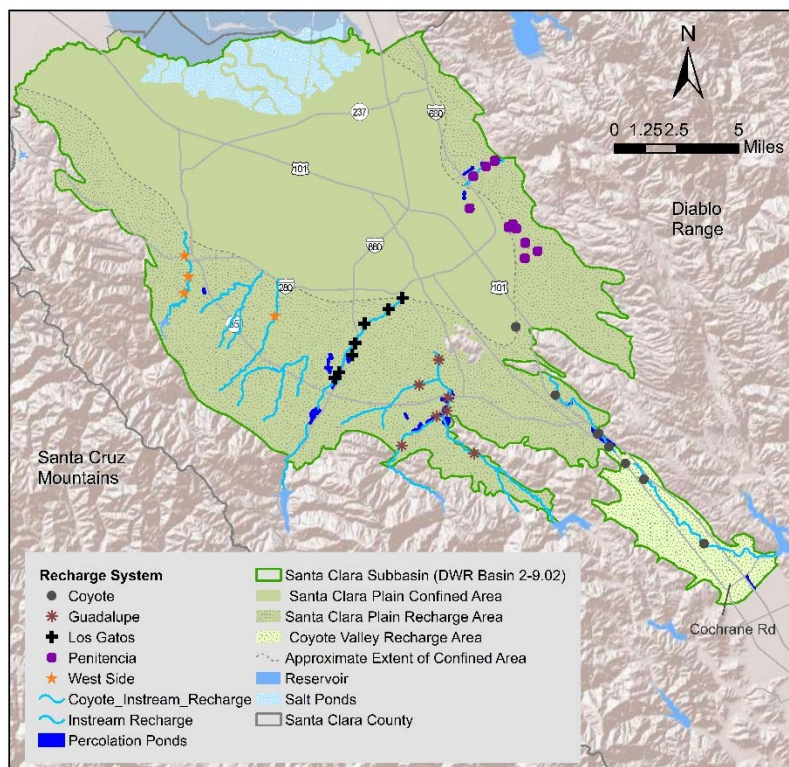 N
0 1.25 2.5 5
Miles
237
680
101
Diablo
Range
880
101
280
85
Santa Cruz
Mountains
Cochrane Rd
Recharge System
Coyote
Guadalupe
Los Gatos
Penitencia
West Side
Coyote_Instream_Recharge
Instream Recharge
Percolation Ponds
Santa Clara Subbasin (DWR Basin 2-9.02)
Santa Clara Plain Confined Area
Santa Clara Plain Recharge Area
Coyote Valley Recharge Area
Approximate Extent of Confined Area
Reservoir
Salt Ponds
Santa Clara County